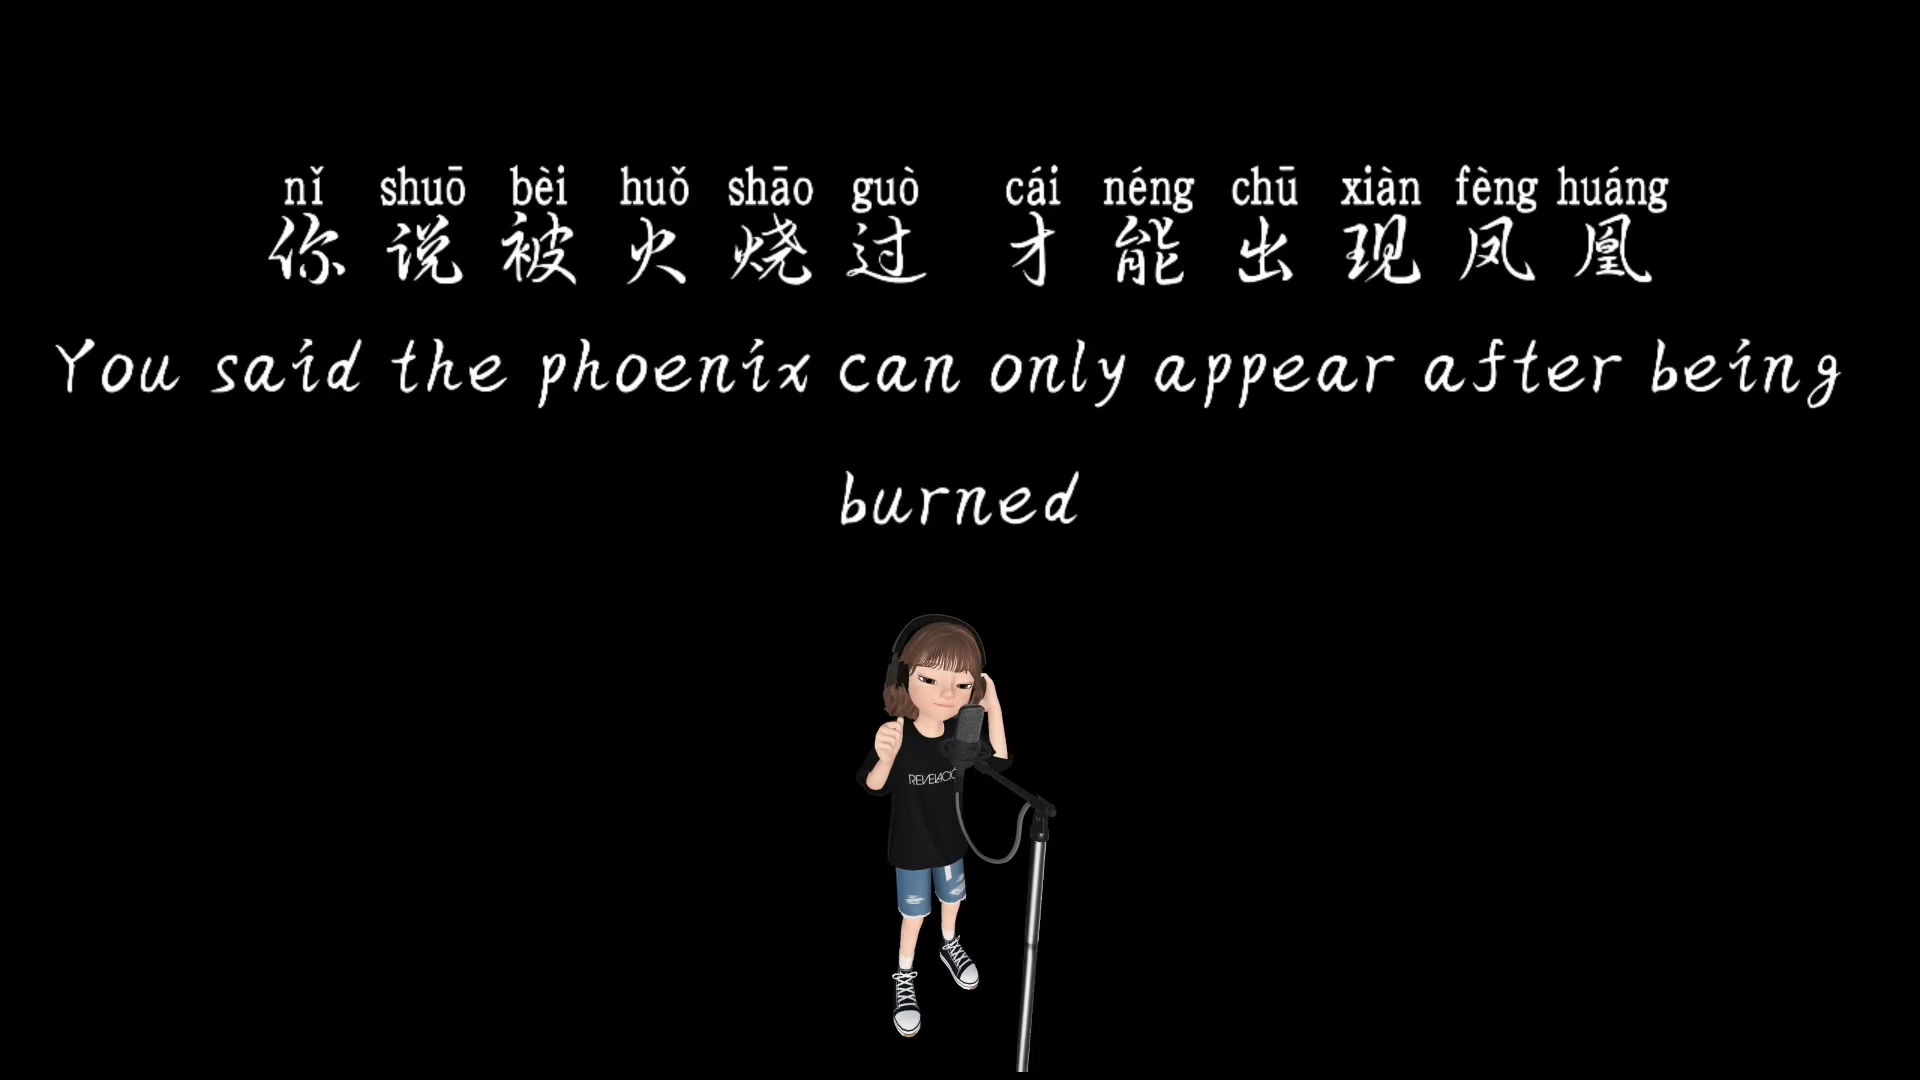 nǐ shuō bèi huǒ shāo guò cái néng chū xiàn fèng huáng
你说被火烧过 才能出现凤凰
You said the phoenix can only appear after being
burned